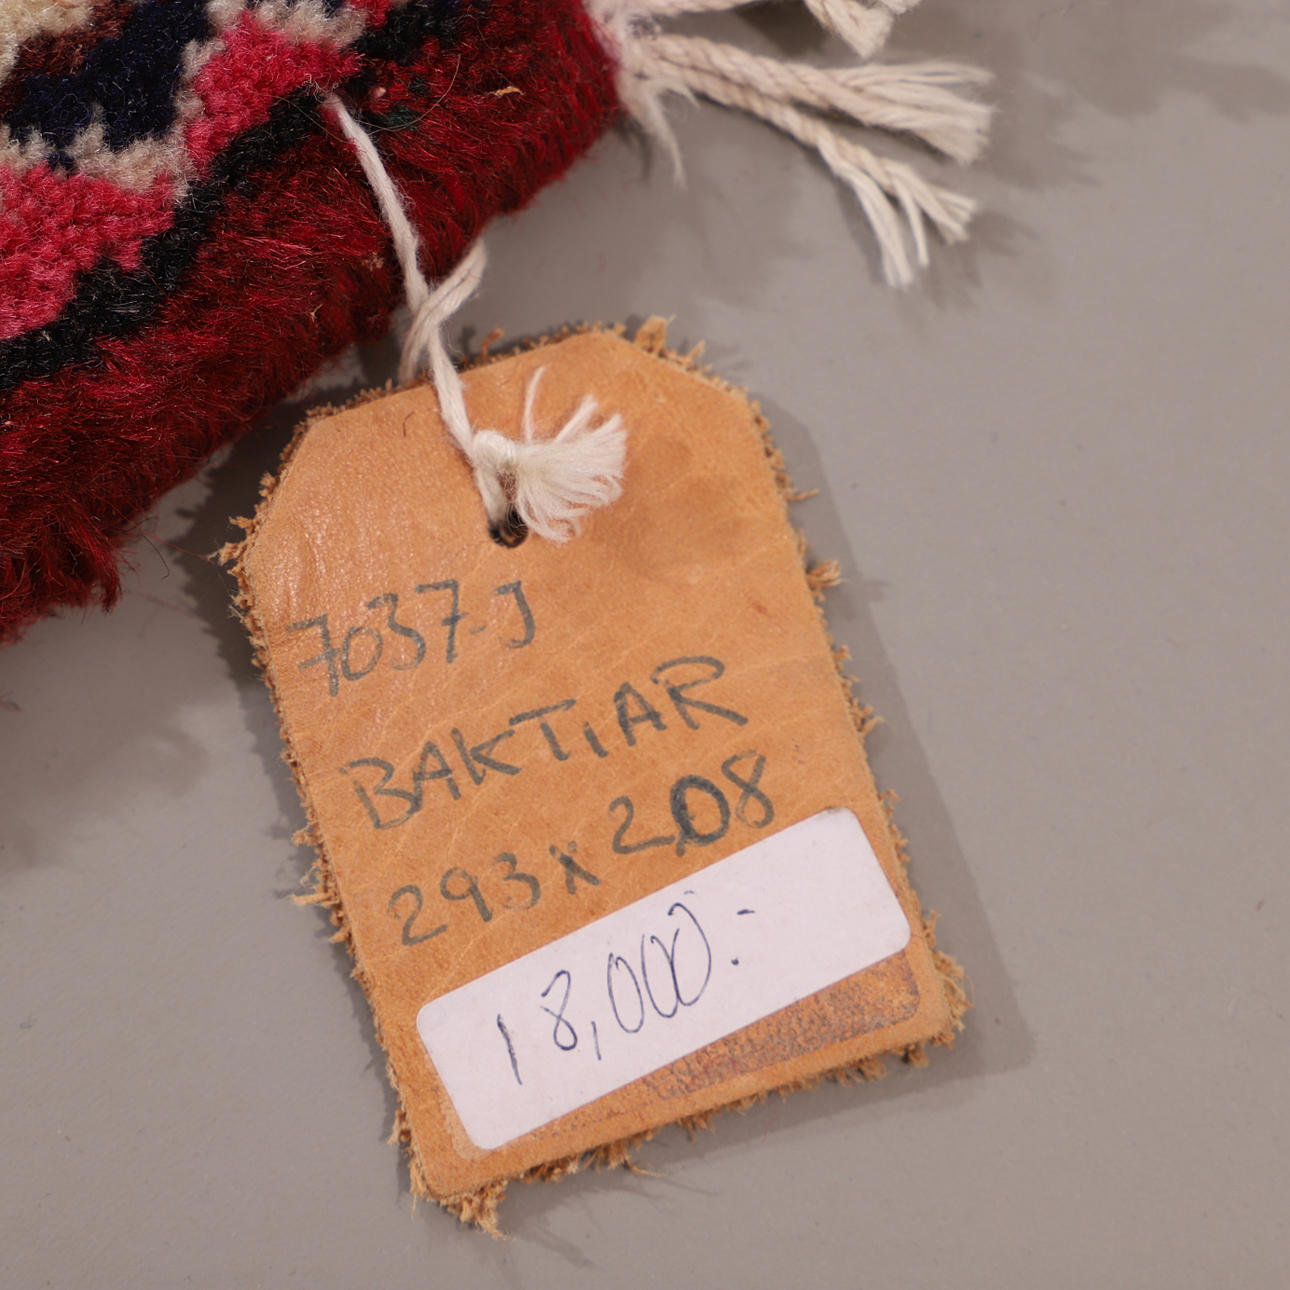 7037-J
BAKTiAR
293x208
18,000.-